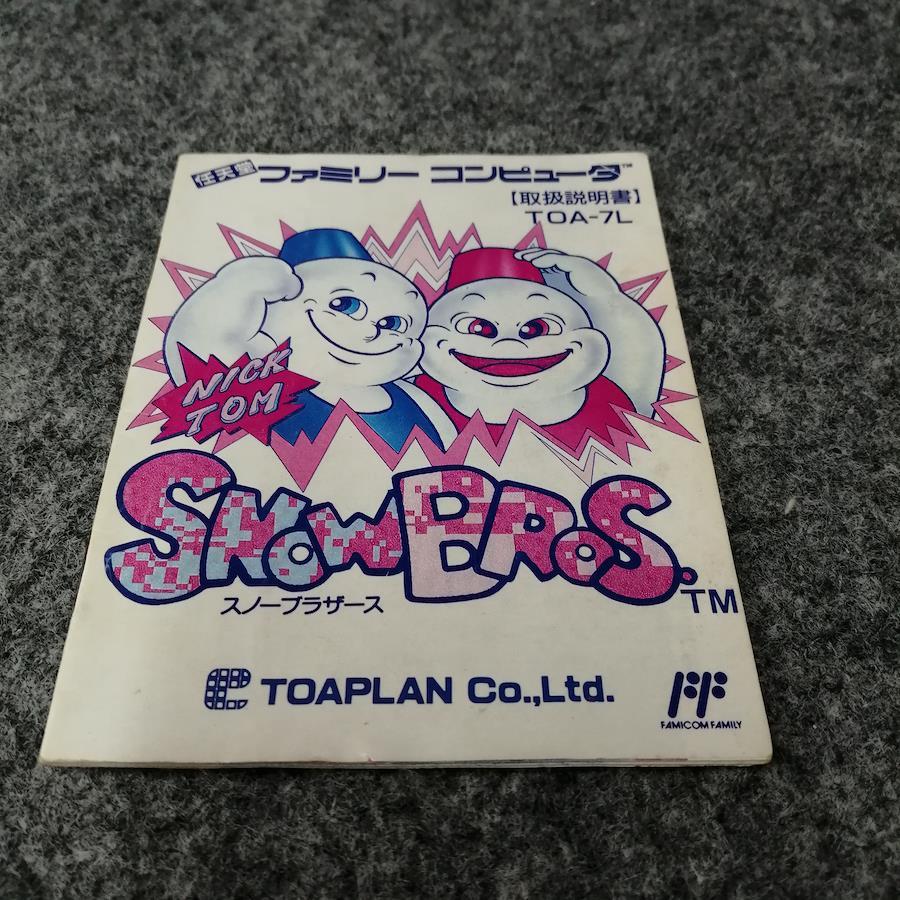 任天堂 ファミリー コンピュータ™
【取扱説明書】
TOA-7L
NICK
TOM
SNOW BROS.TM
スノーブラザース
TOAPLAN Co.,Ltd.
FAMICOM FAMILY